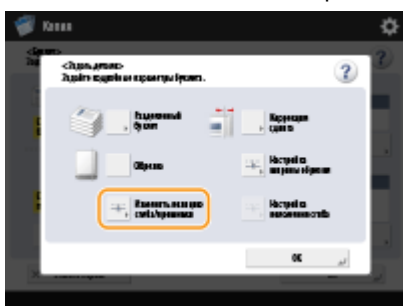 Копия
<Задать детали>
Задайте подробные параметры буклета.
Разделенный
буклет
Коррекция
сдвига
Обрезка
Настройка
ширины обрезки
Изменить позицию
сгиба/прошивки
Настройка
положения сгиба
OK